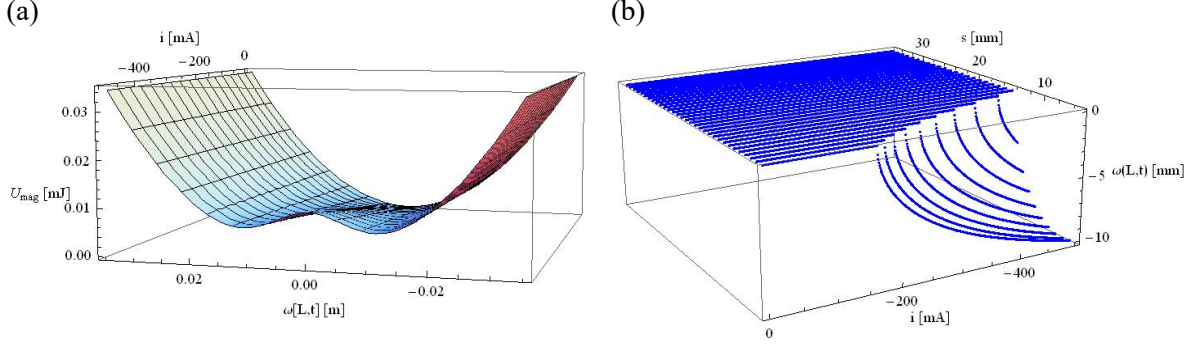 (a)
i [mA]
−400
−200
0
0.03
0.02
U_mag [mJ]
0.01
0.00
0.02
0.00
−0.02
ω[L,t] [m]
(b)
s [mm]
30
20
10
0
−5
ω(L,t) [mm]
−10
−400
−200
i [mA]
0